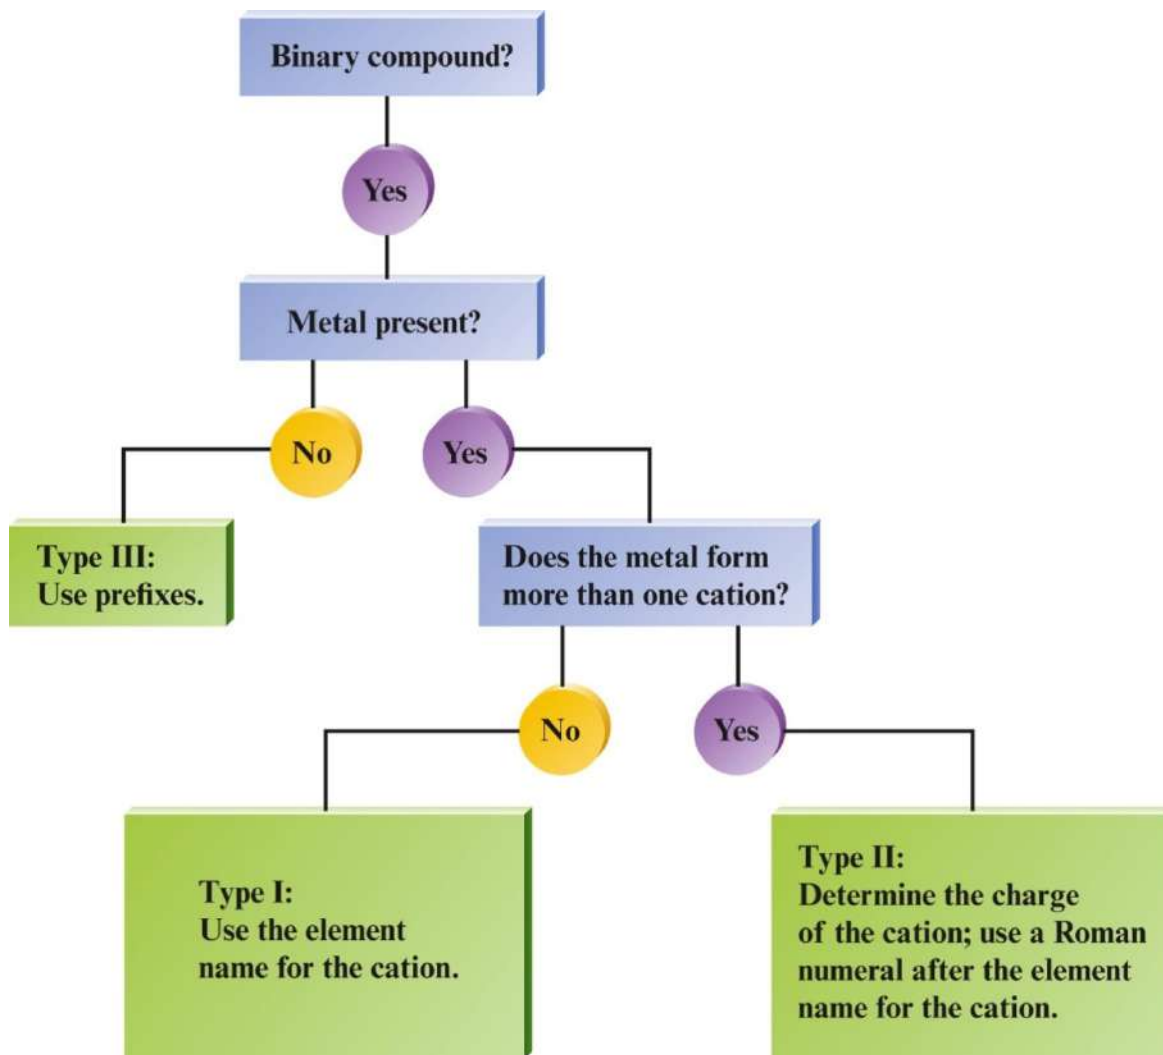 Binary compound?
Yes
Metal present?
No
Yes
Type III:
Use prefixes.
Does the metal form
more than one cation?
No
Yes
Type I:
Use the element
name for the cation.
Type II:
Determine the charge
of the cation; use a Roman
numeral after the element
name for the cation.